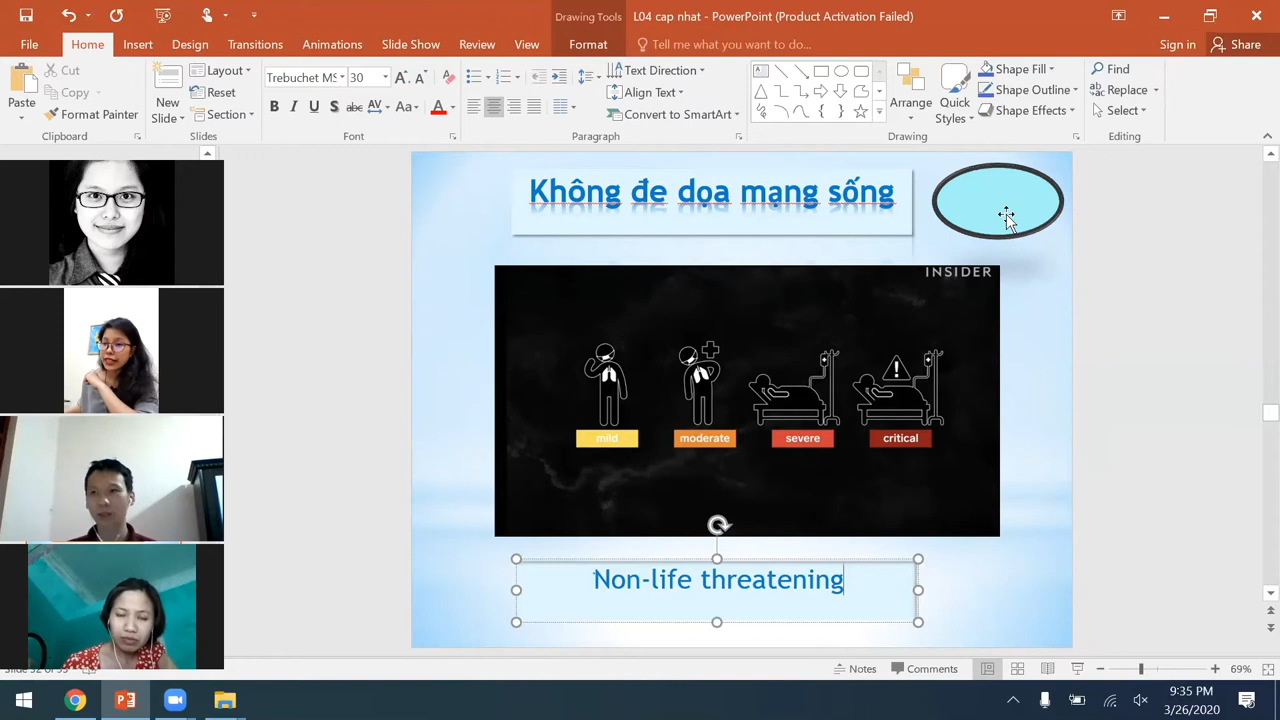 Drawing Tools
L04 cap nhat - PowerPoint (Product Activation Failed)
File
Home
Insert
Design
Transitions
Animations
Slide Show
Review
View
Format
Tell me what you want to do...
Sign in
Share
Paste
Cut
Copy
Format Painter
Clipboard
New
Slide
Layout
Reset
Section
Slides
Trebuchet MS
30
B I U S abc AV Aa A
Font
Text Direction
Align Text
Convert to SmartArt
Paragraph
Arrange
Quick
Styles
Shape Fill
Shape Outline
Shape Effects
Drawing
Find
Replace
Select
Editing
Không đe dọa mạng sống
INSIDER
mild
moderate
severe
critical
Non-life threatening
Notes
Comments
69%
9:35 PM
3/26/2020